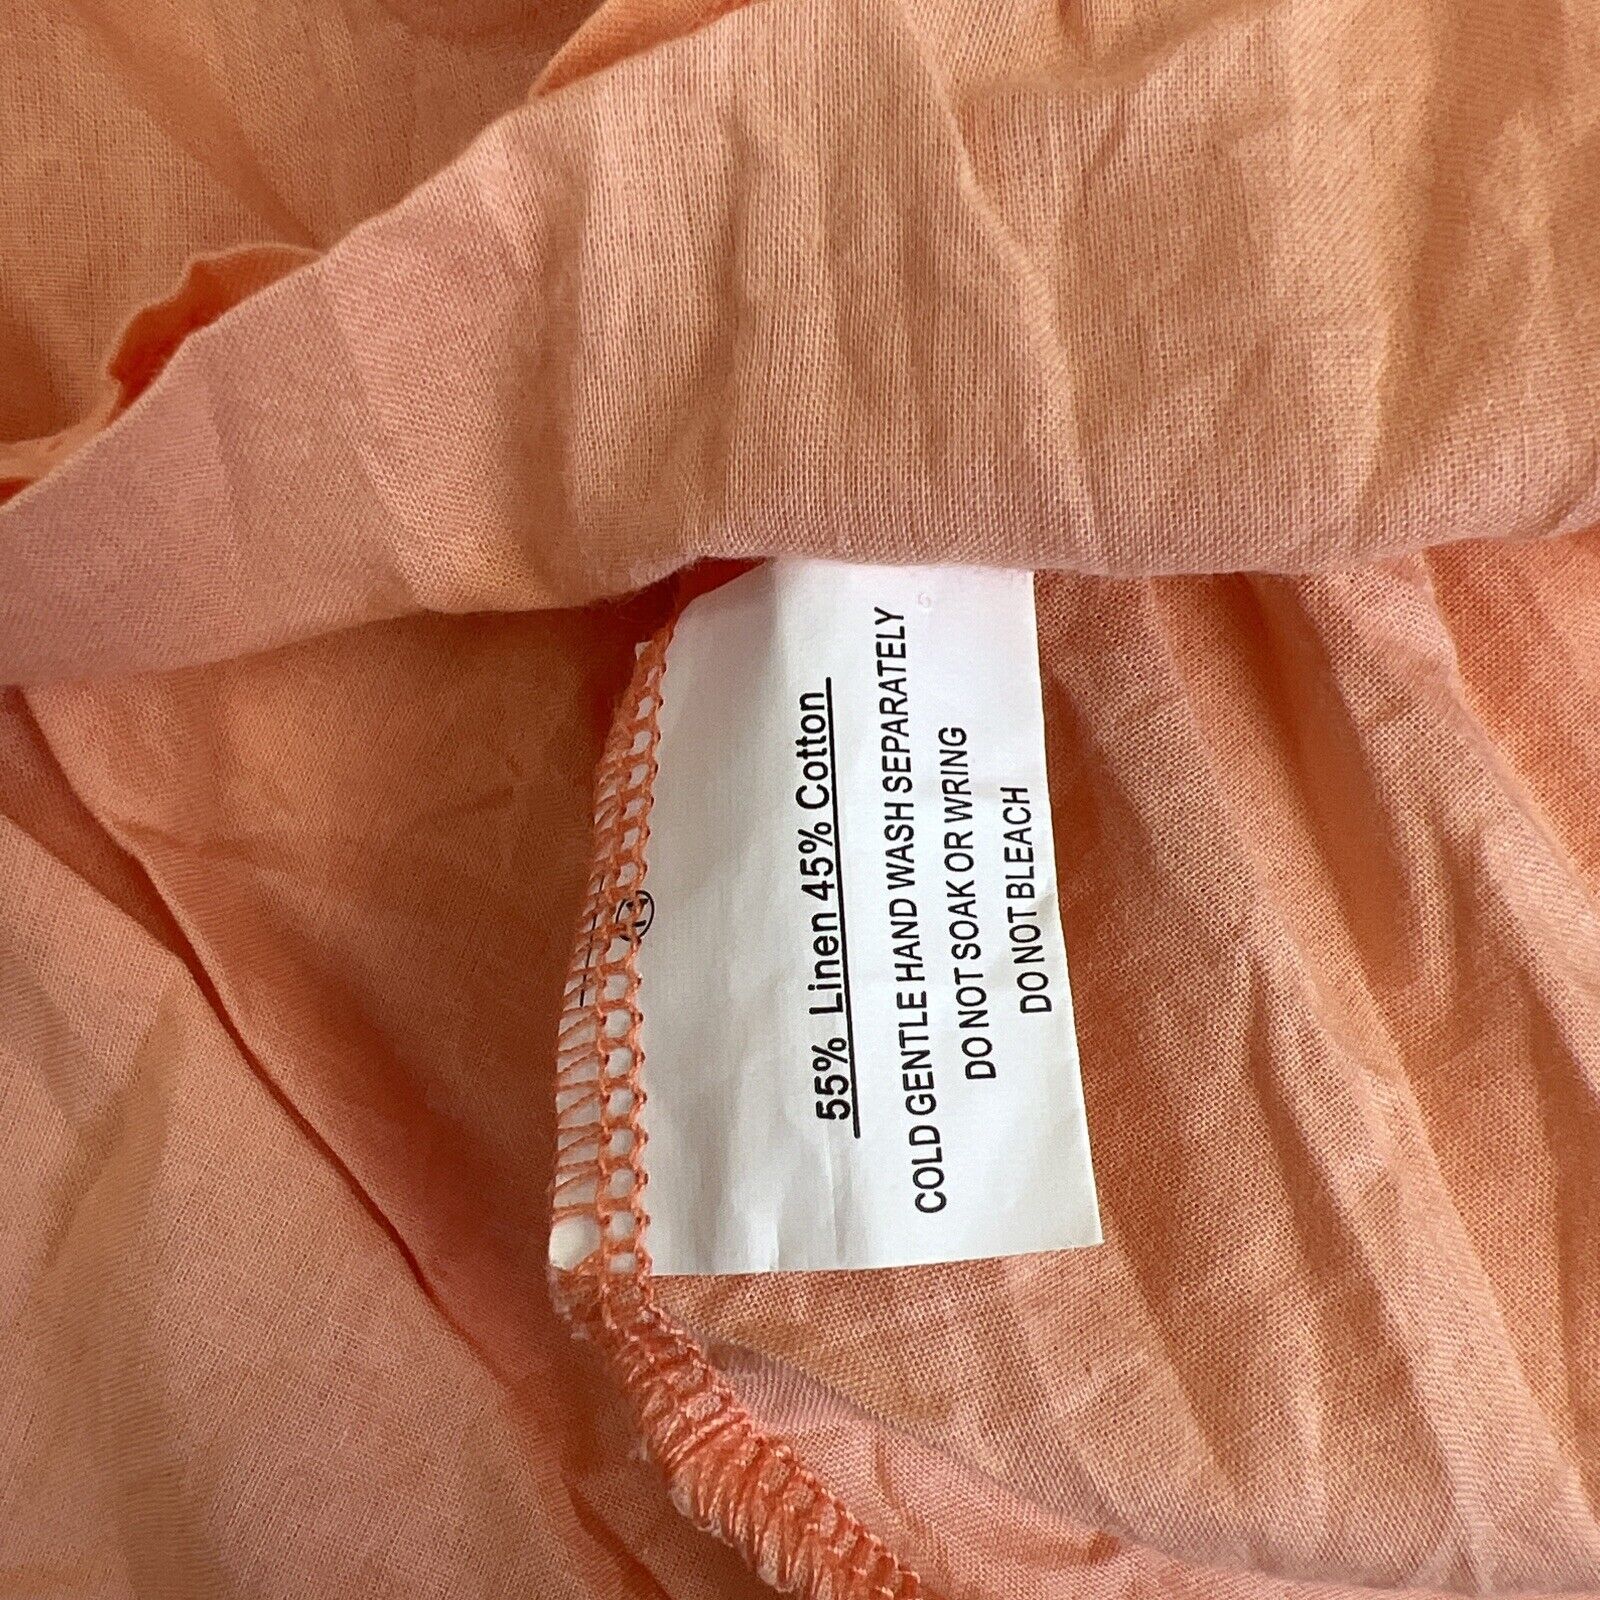 ®
55% Linen 45% Cotton
COLD GENTLE HAND WASH SEPARATELY
DO NOT SOAK OR WRING
DO NOT BLEACH